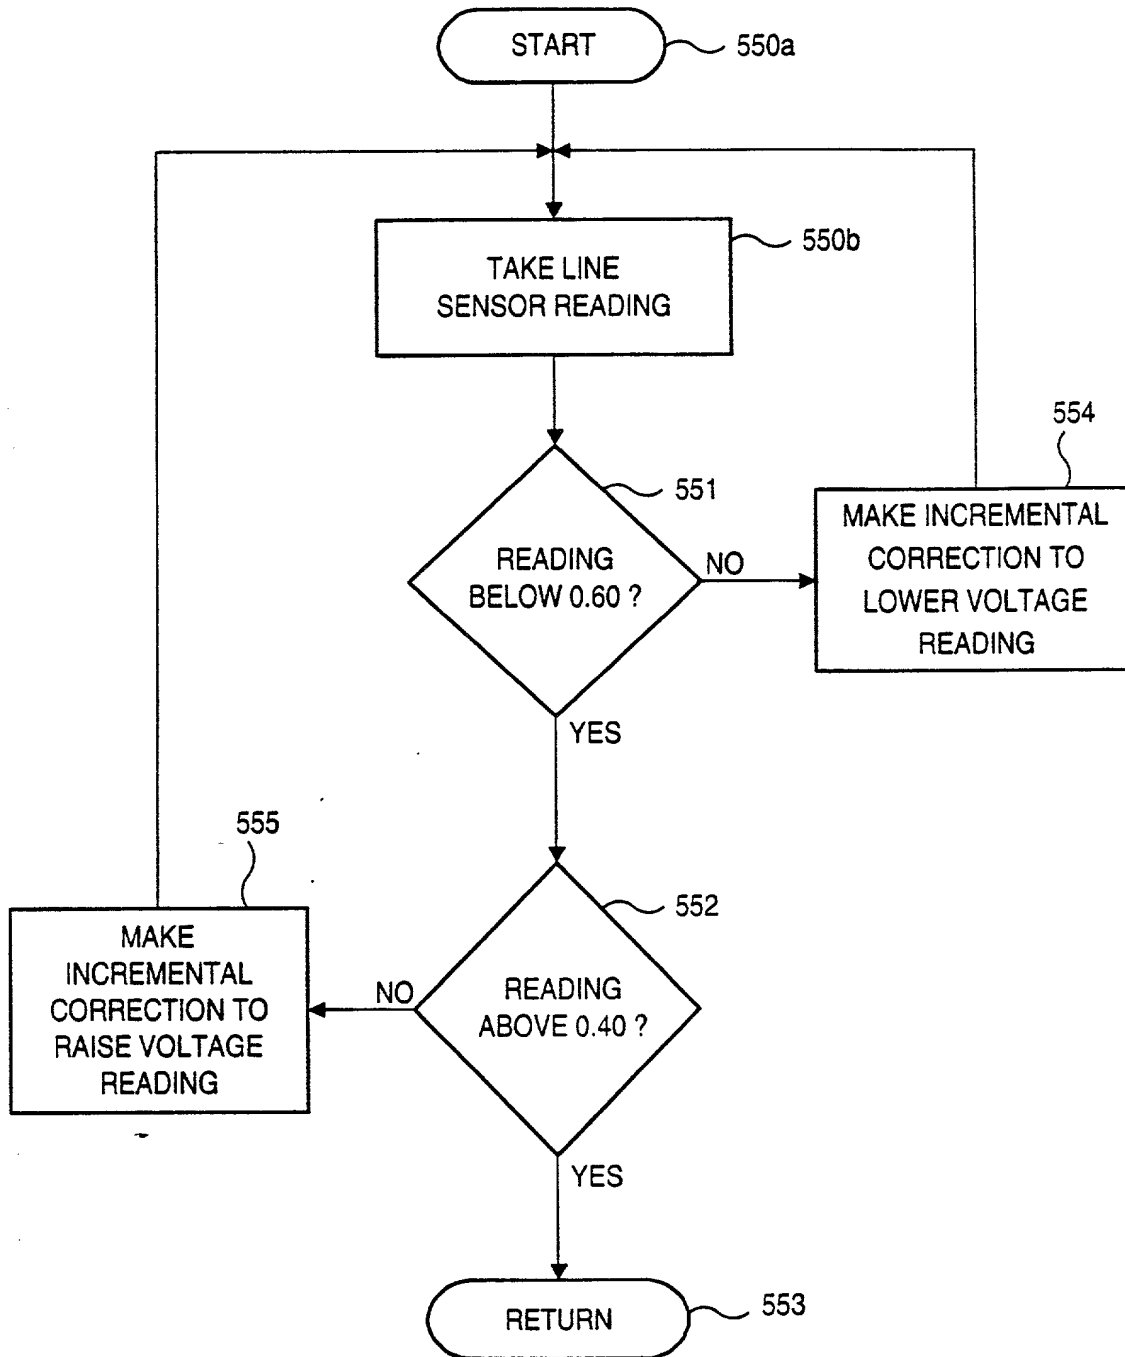 START
550a
TAKE LINE
SENSOR READING
550b
551
READING
BELOW 0.60 ?
NO
554
MAKE INCREMENTAL
CORRECTION TO
LOWER VOLTAGE
READING
YES
555
MAKE
INCREMENTAL
CORRECTION TO
RAISE VOLTAGE
READING
NO
552
READING
ABOVE 0.40 ?
YES
RETURN
553